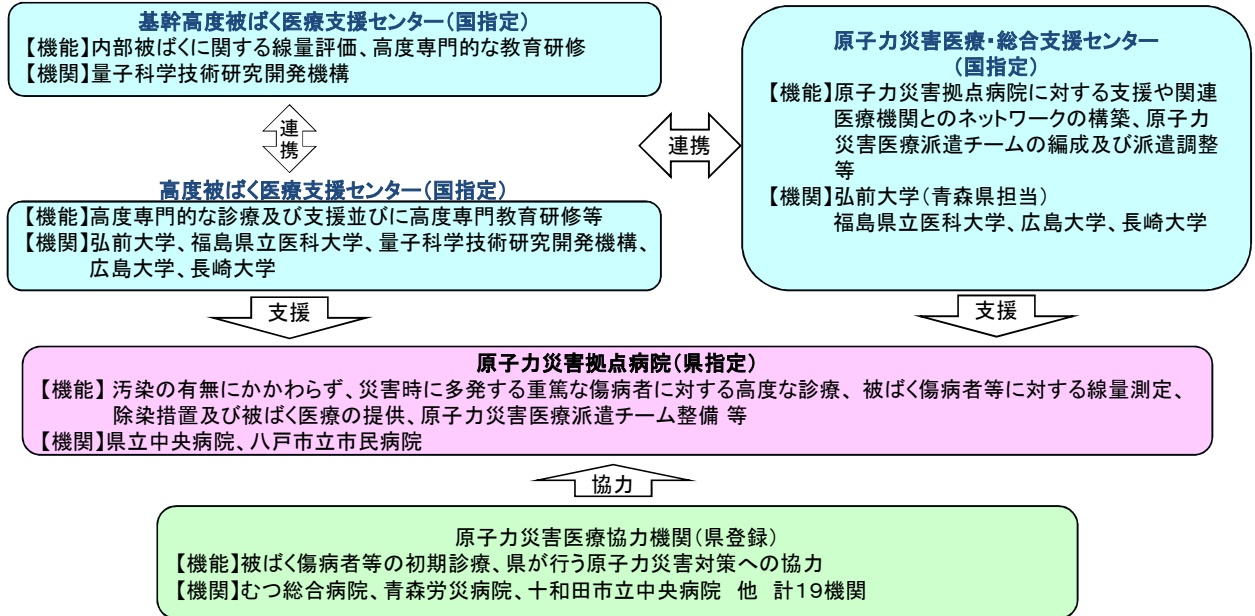 基幹高度被ばく医療支援センター(国指定)
【機能】内部被ばくに関する線量評価、高度専門的な教育研修
【機関】量子科学技術研究開発機構
連
携
高度被ばく医療支援センター(国指定)
【機能】高度専門的な診療及び支援並びに高度専門教育研修等
【機関】弘前大学、福島県立医科大学、量子科学技術研究開発機構、
広島大学、長崎大学
連携
原子力災害医療・総合支援センター
(国指定)
【機能】原子力災害拠点病院に対する支援や関連
医療機関とのネットワークの構築、原子力
災害医療派遣チームの編成及び派遣調整
等
【機関】弘前大学(青森県担当)
福島県立医科大学、広島大学、長崎大学
支援
支援
原子力災害拠点病院(県指定)
【機能】 汚染の有無にかかわらず、災害時に多発する重篤な傷病者に対する高度な診療、 被ばく傷病者等に対する線量測定、
除染措置及び被ばく医療の提供、原子力災害医療派遣チーム整備 等
【機関】県立中央病院、八戸市立市民病院
協力
原子力災害医療協力機関(県登録)
【機能】被ばく傷病者等の初期診療、県が行う原子力災害対策への協力
【機関】むつ総合病院、青森労災病院、十和田市立中央病院 他 計19機関